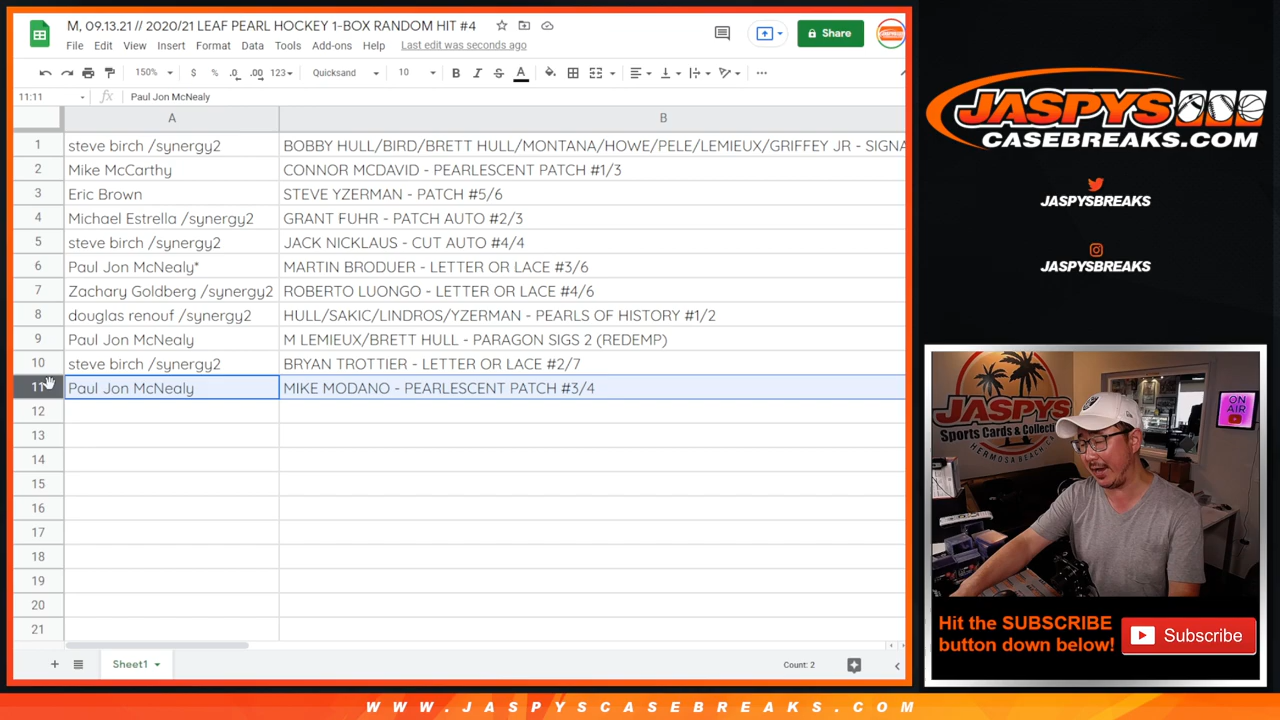 M, 09.13.21 // 2020/21 LEAF PEARL HOCKEY 1-BOX RANDOM HIT #4
File Edit View Insert Format Data Tools Add-ons Help Last edit was seconds ago
Share
150% $ % .0 .00 123 Quicksand 10 B I S A
11:11 fx Paul Jon McNealy
A B
1 steve birch /synergy2 BOBBY HULL/BIRD/BRETT HULL/MONTANA/HOWE/PELE/LEMIEUX/GRIFFEY JR - SIGNA
2 Mike McCarthy CONNOR MCDAVID - PEARLESCENT PATCH #1/3
3 Eric Brown STEVE YZERMAN - PATCH #5/6
4 Michael Estrella /synergy2 GRANT FUHR - PATCH AUTO #2/3
5 steve birch /synergy2 JACK NICKLAUS - CUT AUTO #4/4
6 Paul Jon McNealy* MARTIN BRODUER - LETTER OR LACE #3/6
7 Zachary Goldberg /synergy2 ROBERTO LUONGO - LETTER OR LACE #4/6
8 douglas renouf /synergy2 HULL/SAKIC/LINDROS/YZERMAN - PEARLS OF HISTORY #1/2
9 Paul Jon McNealy M LEMIEUX/BRETT HULL - PARAGON SIGS 2 (REDEMP)
10 steve birch /synergy2 BRYAN TROTTIER - LETTER OR LACE #2/7
11 Paul Jon McNealy MIKE MODANO - PEARLESCENT PATCH #3/4
12
13
14
15
16
17
18
19
20
21
Sheet1
Count: 2
JASPYS
CASEBREAKS.COM
JASPYSBREAKS
JASPYSBREAKS
JASPYS
Sports Cards & Collectibles
HERMOSA BEACH, CA
ON
AIR
Hit the SUBSCRIBE
button down below!
Subscribe
WWW.JASPYSCASEBREAKS.COM